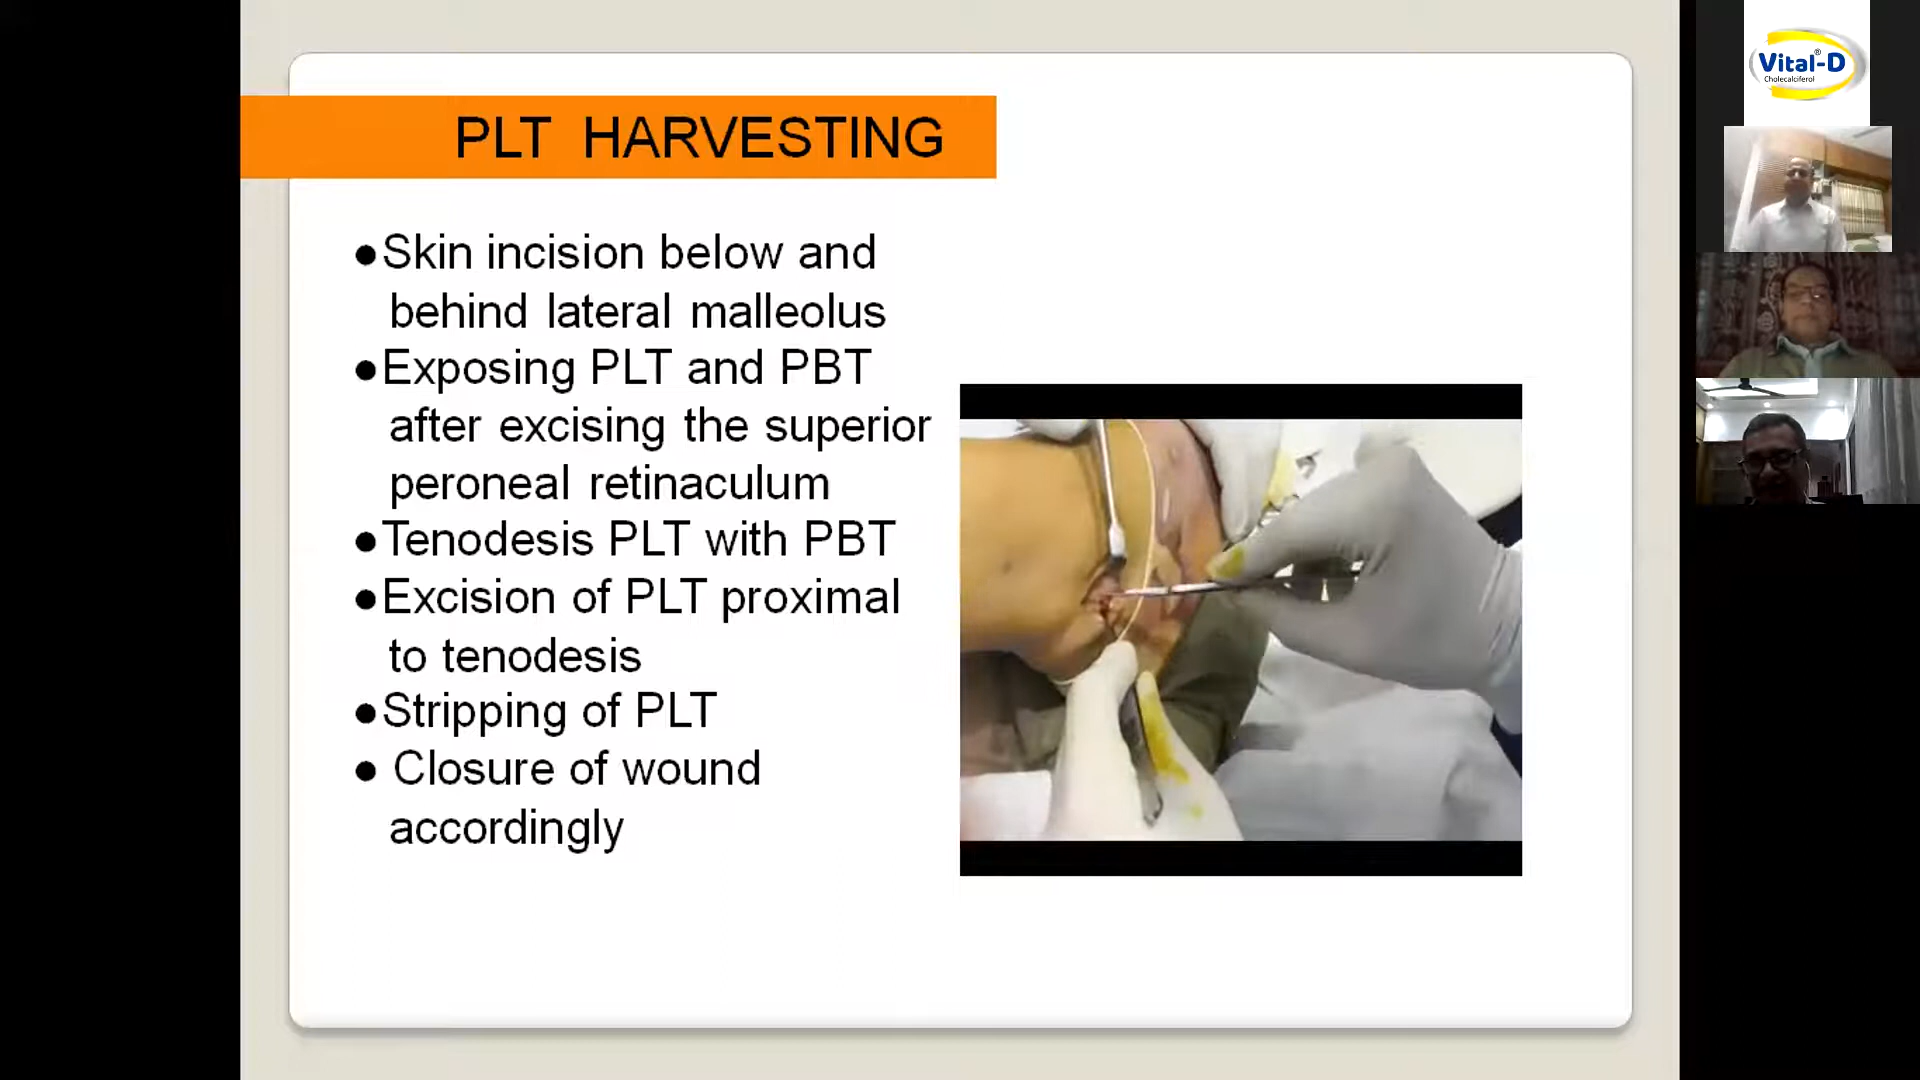 PLT HARVESTING
●Skin incision below and
behind lateral malleolus
●Exposing PLT and PBT
after excising the superior
peroneal retinaculum
●Tenodesis PLT with PBT
●Excision of PLT proximal
to tenodesis
●Stripping of PLT
● Closure of wound
accordingly
Vital-D®
Cholecalciferol